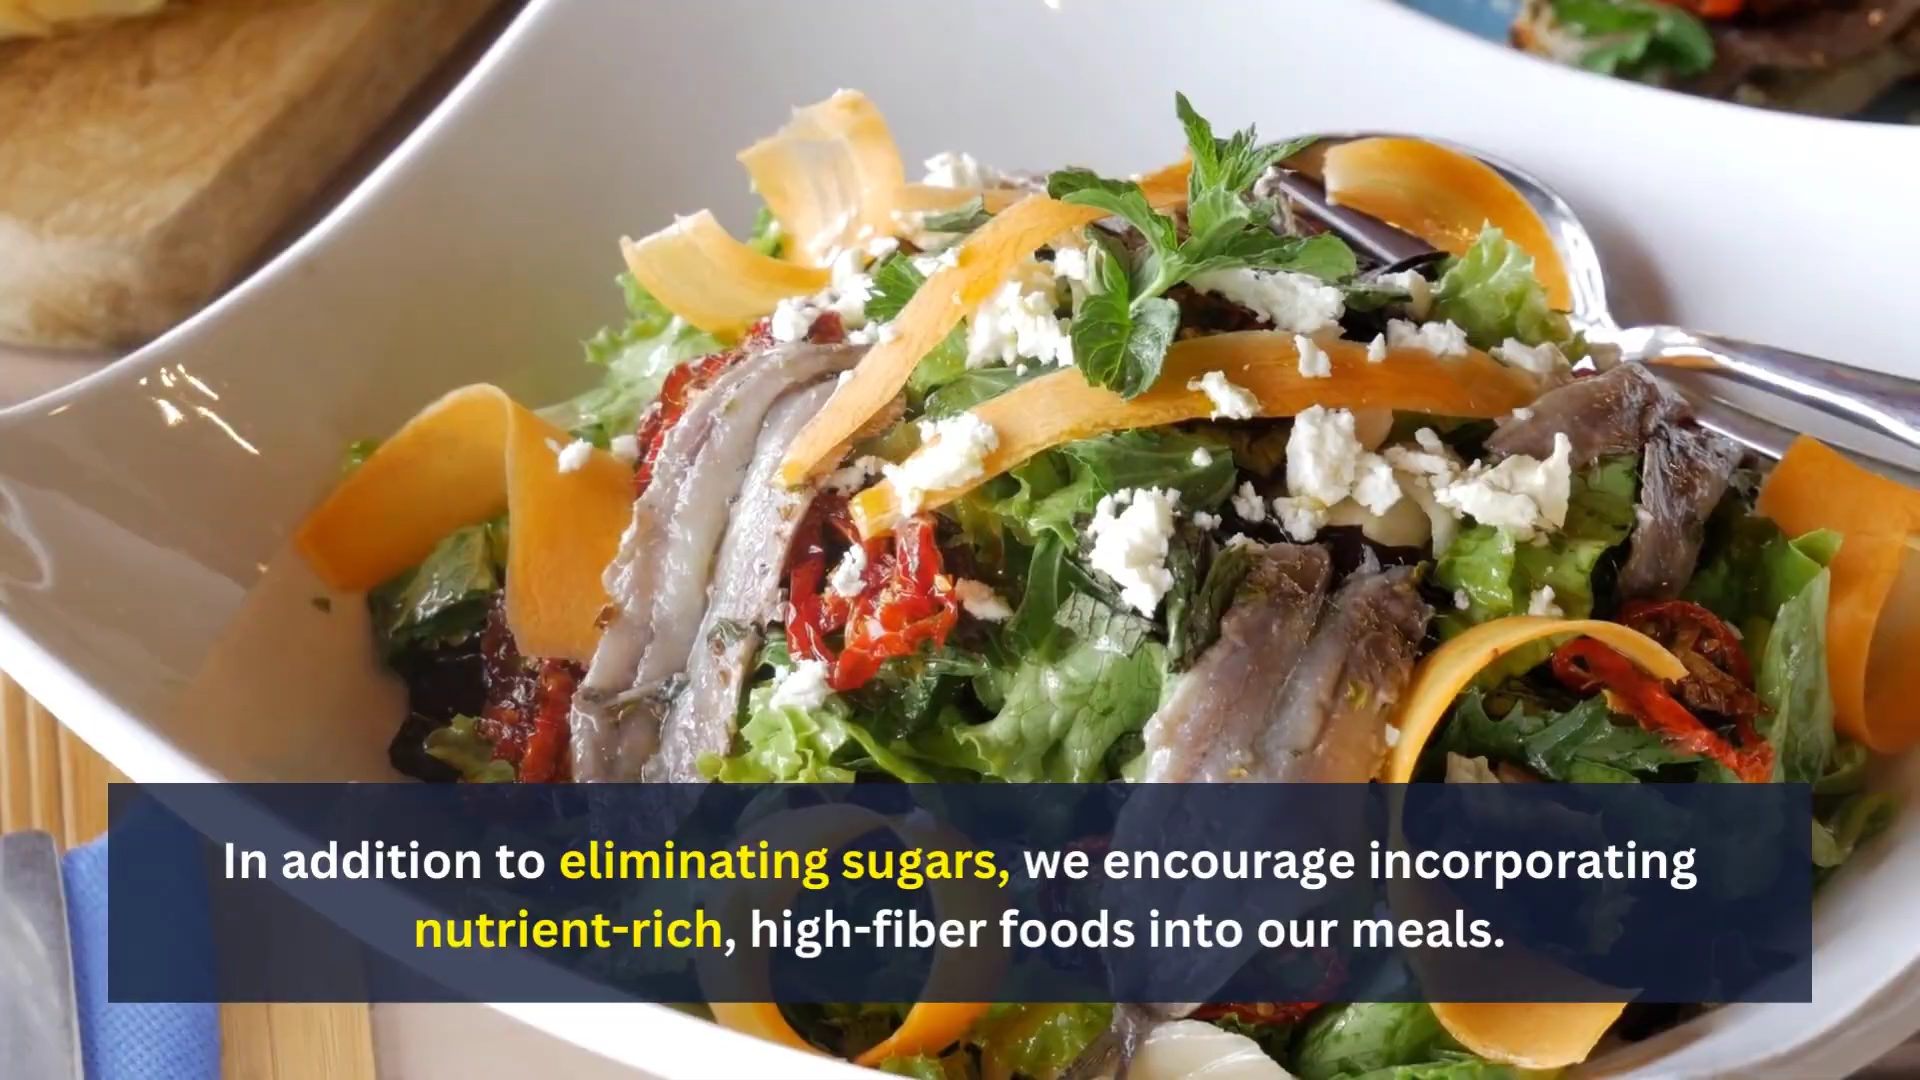 In addition to eliminating sugars, we encourage incorporating
nutrient-rich, high-fiber foods into our meals.